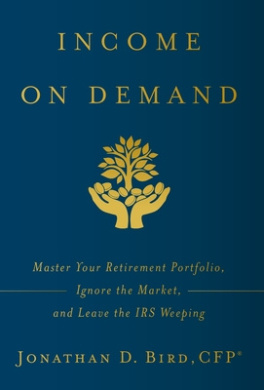 INCOME
ON DEMAND
Master Your Retirement Portfolio,
Ignore the Market,
and Leave the IRS Weeping
JONATHAN D. BIRD, CFP®